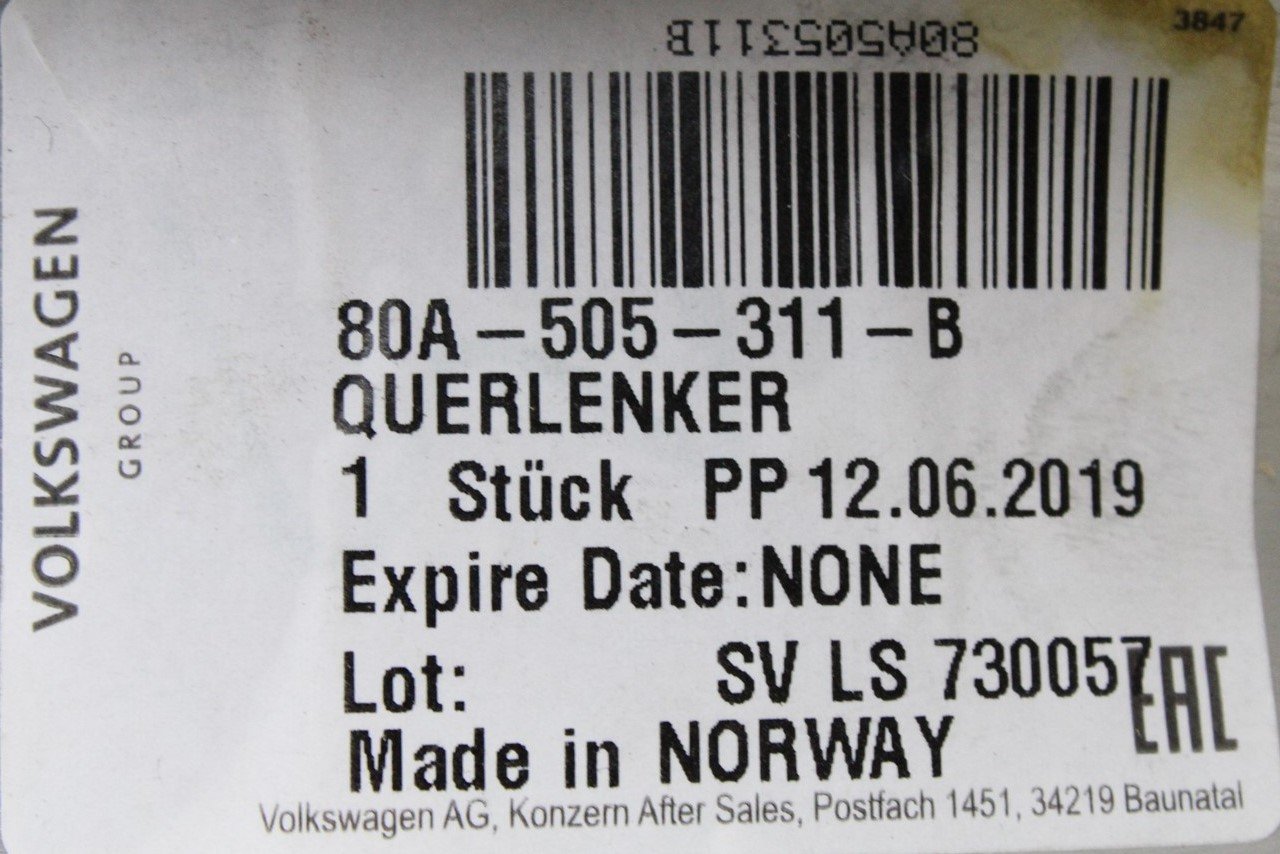 3847
80A505311B
80A-505-311-B
QUERLENKER
1 Stück PP 12.06.2019
Expire Date:NONE
Lot: SV LS 730057
EAC
Made in NORWAY
Volkswagen AG, Konzern After Sales, Postfach 1451, 34219 Baunatal
VOLKSWAGEN
GROUP